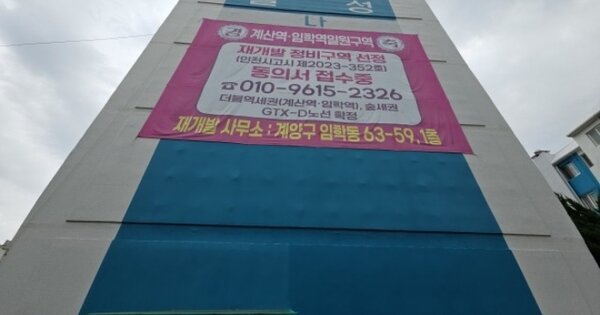 성
나
경 계산역·임학역일원구역 축
재개발 정비구역 선정
(인천시고시 제2023-352호)
동의서 접수중
☎010-9615-2326
더블역세권(계산역·임학역), 숲세권
GTX-D노선 확정
재개발 사무소 : 계양구 임학동 63-59, 1층